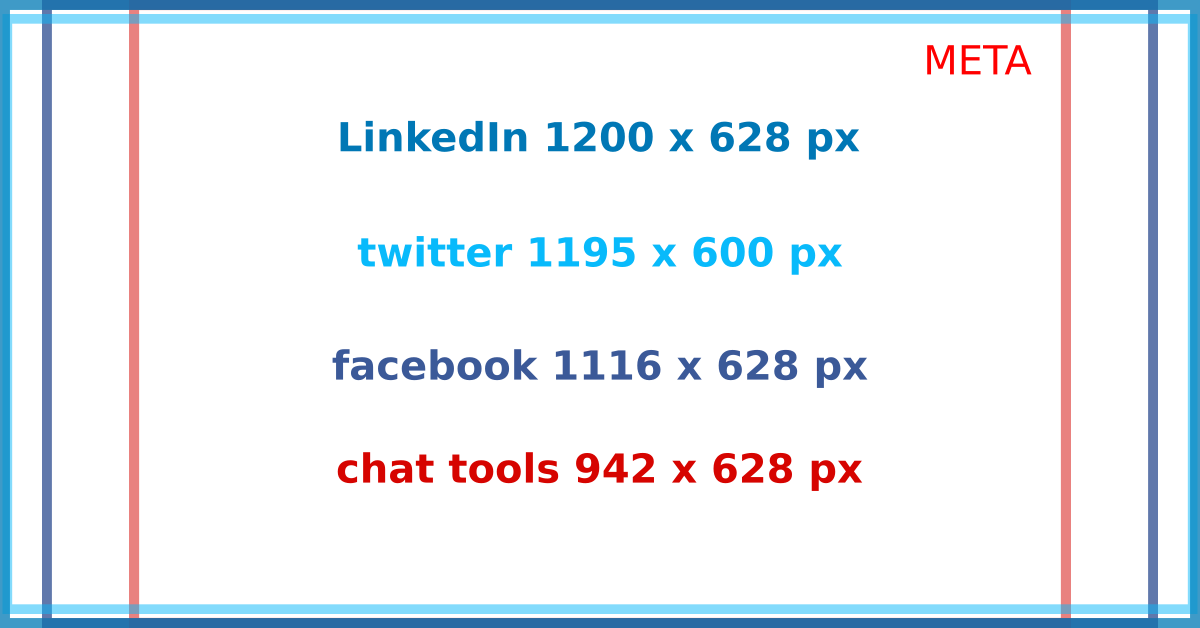 META
LinkedIn 1200 x 628 px
twitter 1195 x 600 px
facebook 1116 x 628 px
chat tools 942 x 628 px